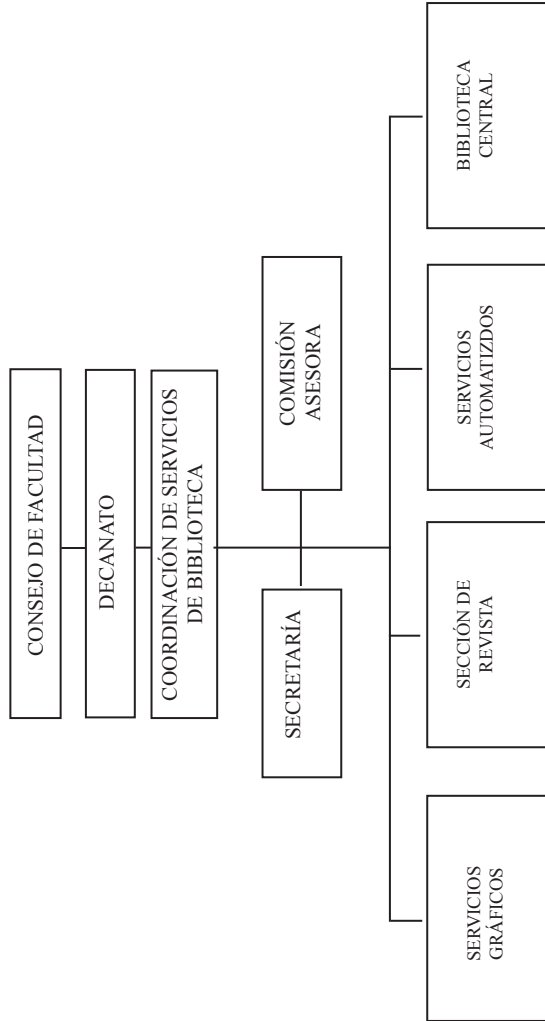 CONSEJO DE FACULTAD
DECANATO
COORDINACIÓN DE SERVICIOS
DE BIBLIOTECA
SECRETARÍA
COMISIÓN
ASESORA
SERVICIOS
GRÁFICOS
SECCIÓN DE
REVISTA
SERVICIOS
AUTOMATIZDOS
BIBLIOTECA
CENTRAL